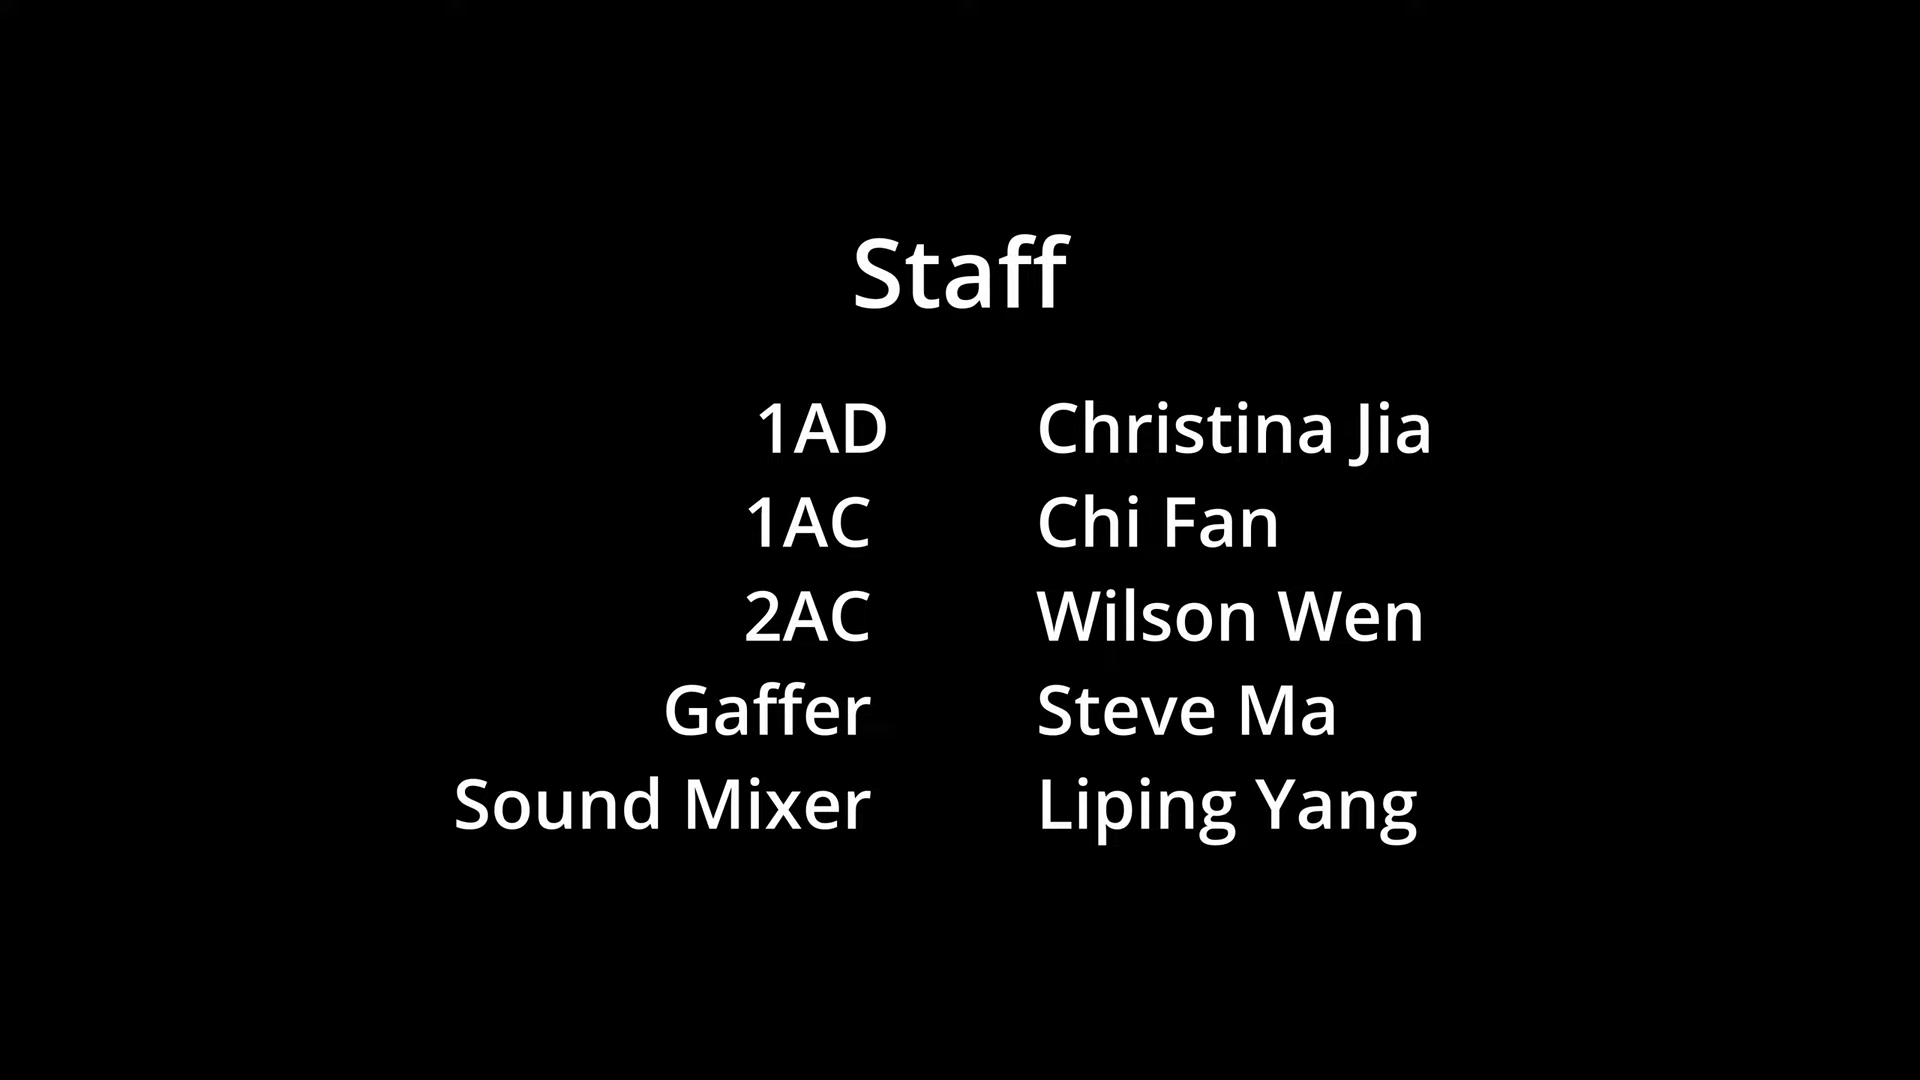 Staff
1AD Christina Jia
1AC Chi Fan
2AC Wilson Wen
Gaffer Steve Ma
Sound Mixer Liping Yang